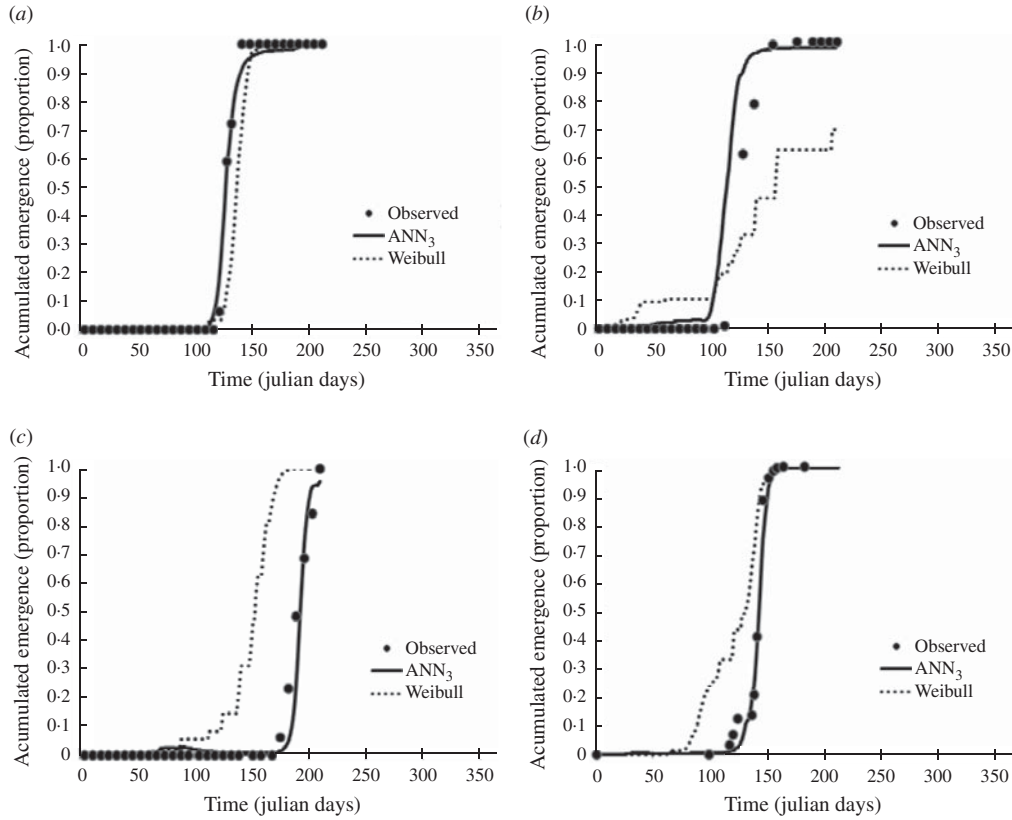 (a)
Acumulated emergence (proportion)
1·0
0·9
0·8
0·7
0·6
0·5
0·4
0·3
0·2
0·1
0·0
Observed
ANN3
Weibull
0 50 100 150 200 250 300 350
Time (julian days)
(b)
Acumulated emergence (proportion)
1·0
0·9
0·8
0·7
0·6
0·5
0·4
0·3
0·2
0·1
0
Observed
ANN3
Weibull
0 50 100 150 200 250 300 350
Time (julian days)
(c)
Acumulated emergence (proportion)
1·0
0·9
0·8
0·7
0·6
0·5
0·4
0·3
0·2
0·1
0
Observed
ANN3
Weibull
0 50 100 150 200 250 300 350
Time (julian days)
(d)
Acumulated emergence (proportion)
1·0
0·9
0·8
0·7
0·6
0·5
0·4
0·3
0·2
0·1
0
Observed
ANN3
Weibull
0 50 100 150 200 250 300 350
Time (julian days)